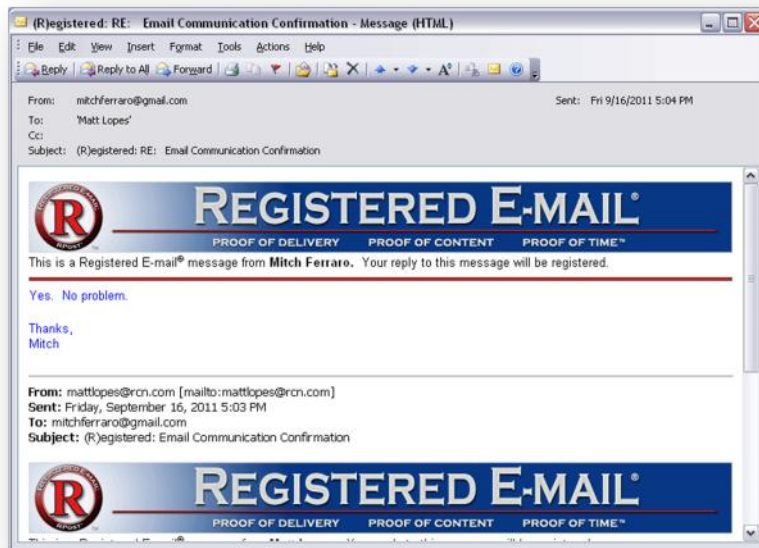 (R)egistered: RE: Email Communication Confirmation - Message (HTML)
File Edit View Insert Format Tools Actions Help
Reply Reply to All Forward
From: mitchferraro@gmail.com Sent: Fri 9/16/2011 5:04 PM
To: 'Matt Lopes'
Cc:
Subject: (R)egistered: RE: Email Communication Confirmation
REGISTERED E-MAIL®
PROOF OF DELIVERY PROOF OF CONTENT PROOF OF TIME™
This is a Registered E-mail® message from Mitch Ferraro. Your reply to this message will be registered.
Yes. No problem.
Thanks,
Mitch
From: mattlopes@rcn.com [mailto:mattlopes@rcn.com]
Sent: Friday, September 16, 2011 5:03 PM
To: mitchferraro@gmail.com
Subject: (R)egistered: Email Communication Confirmation
REGISTERED E-MAIL®
PROOF OF DELIVERY PROOF OF CONTENT PROOF OF TIME™